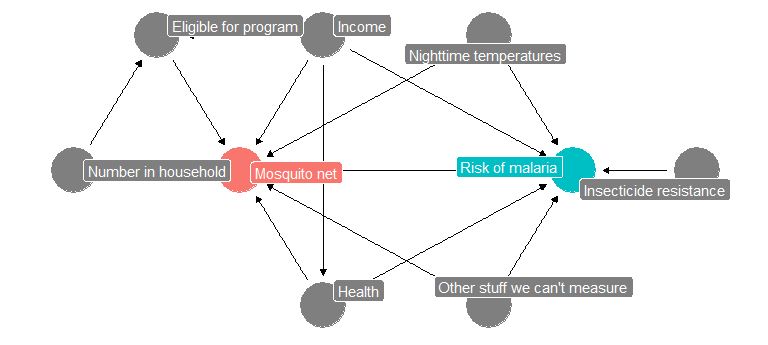 Eligible for program
Income
Nighttime temperatures
Number in household
Mosquito net
Risk of malaria
Insecticide resistance
Health
Other stuff we can't measure